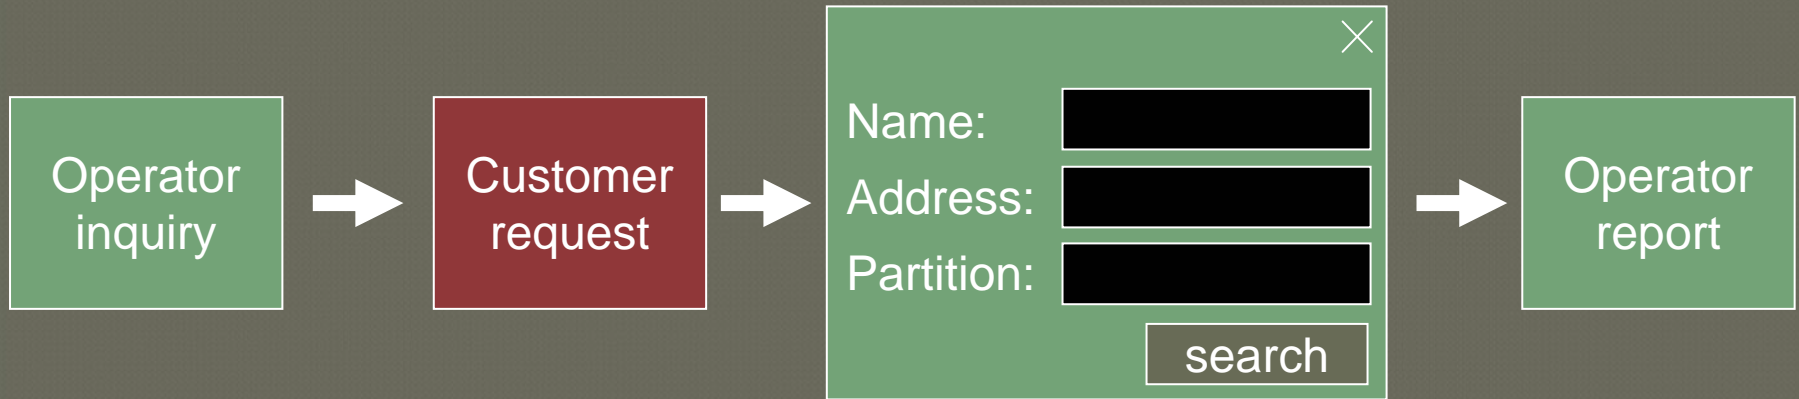 Operator
inquiry
Customer
request
Name:
Address:
Partition:
search
Operator
report